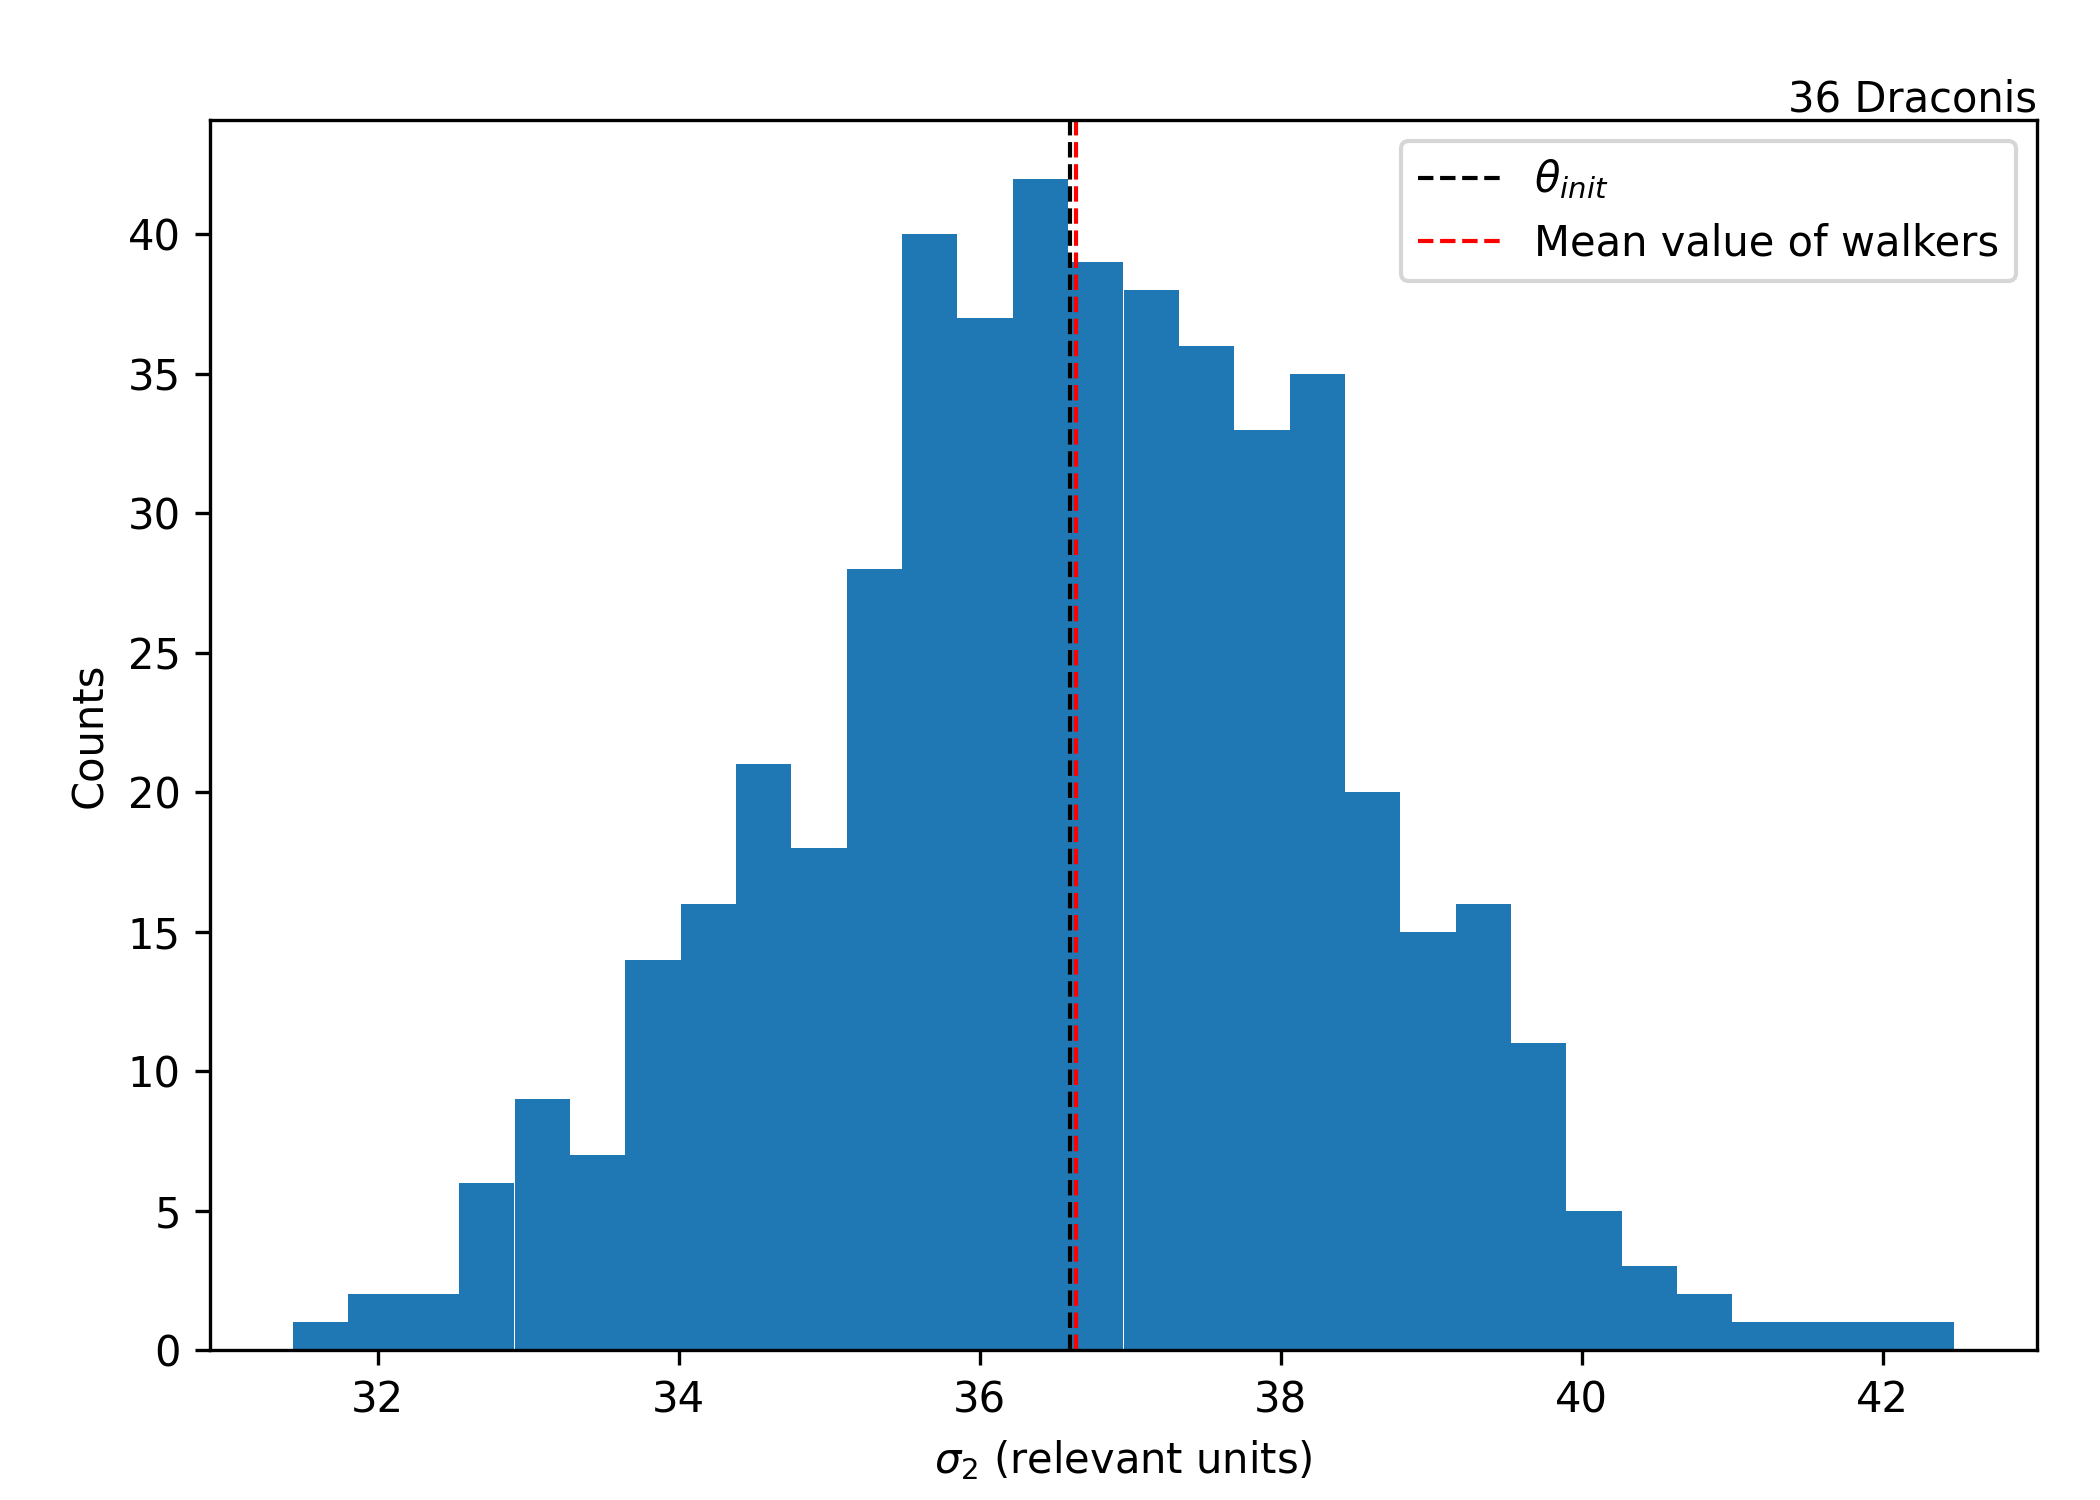 36 Draconis
θ_init
Mean value of walkers
40
35
30
25
20
15
10
5
0
Counts
32 34 36 38 40 42
σ₂ (relevant units)